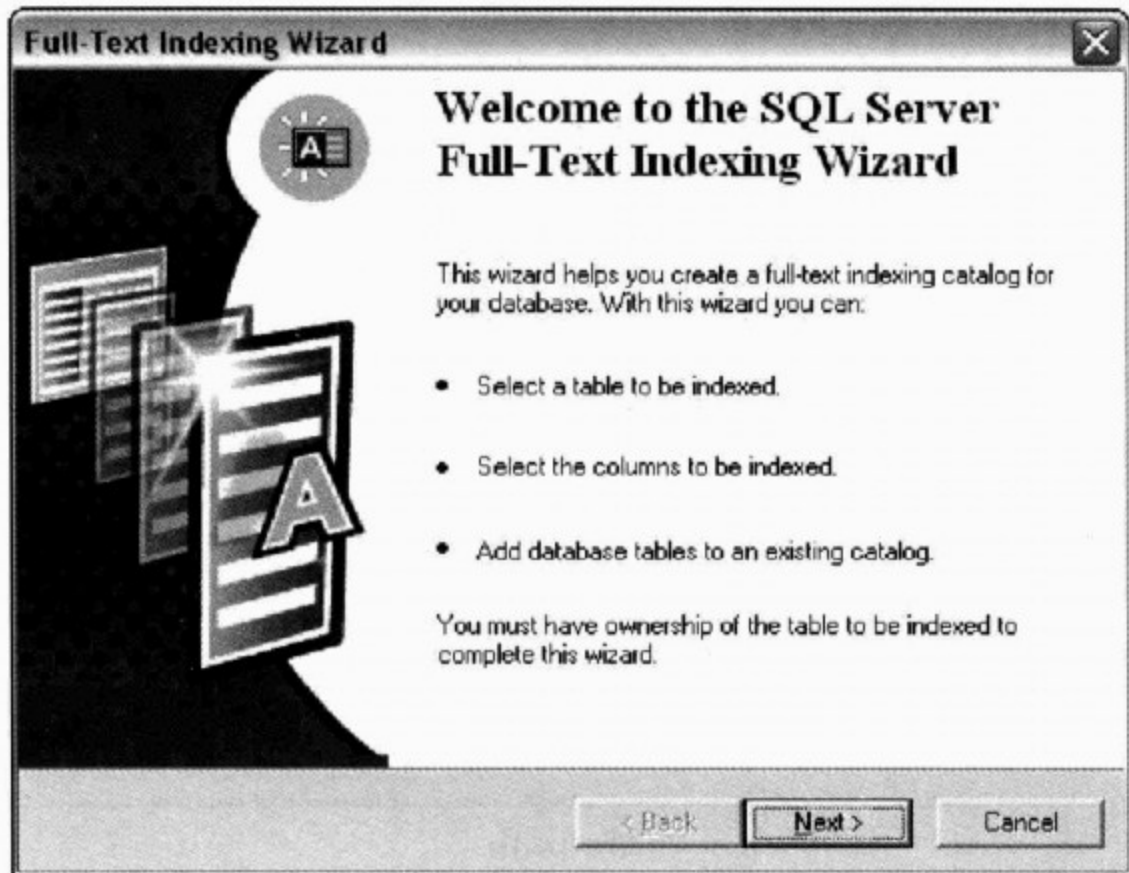 Full-Text Indexing Wizard
Welcome to the SQL Server
Full-Text Indexing Wizard
This wizard helps you create a full-text indexing catalog for
your database. With this wizard you can:
• Select a table to be indexed.
• Select the columns to be indexed.
• Add database tables to an existing catalog.
You must have ownership of the table to be indexed to
complete this wizard.
A
A
< Back Next > Cancel